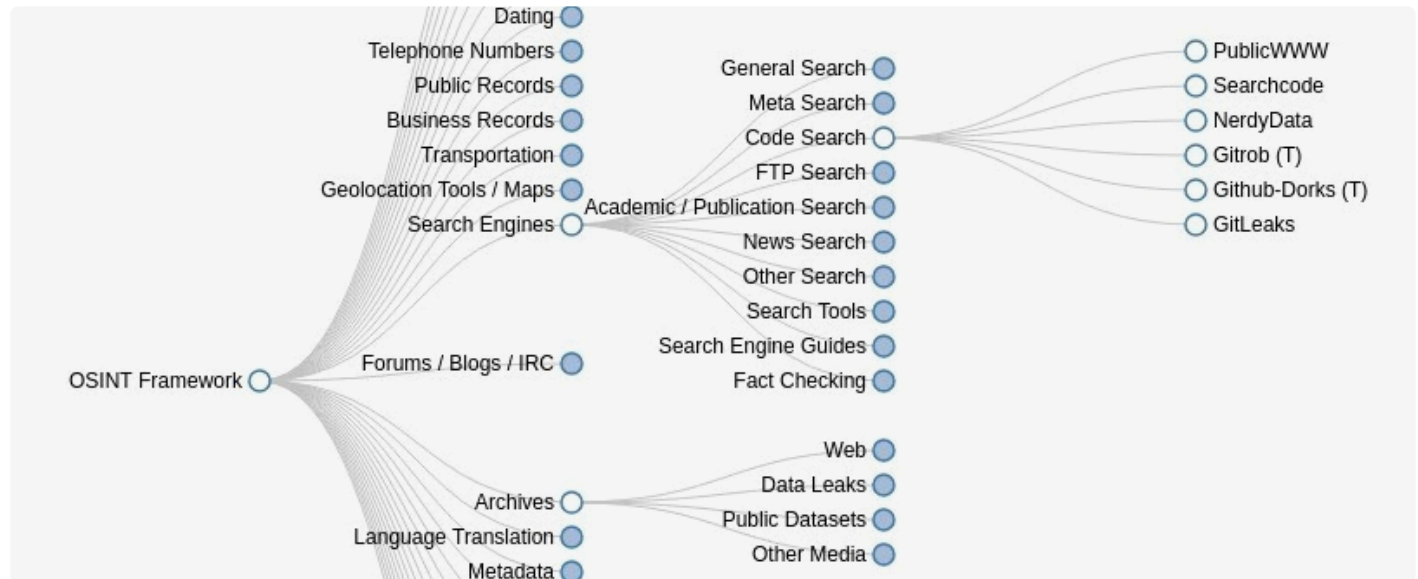 Dating
Telephone Numbers
Public Records
Business Records
Transportation
Geolocation Tools / Maps
Search Engines
General Search
Meta Search
Code Search
FTP Search
Academic / Publication Search
News Search
Other Search
Search Tools
Search Engine Guides
Fact Checking
PublicWWW
Searchcode
NerdyData
Gitrob (T)
Github-Dorks (T)
GitLeaks
OSINT Framework
Forums / Blogs / IRC
Archives
Language Translation
Metadata
Web
Data Leaks
Public Datasets
Other Media